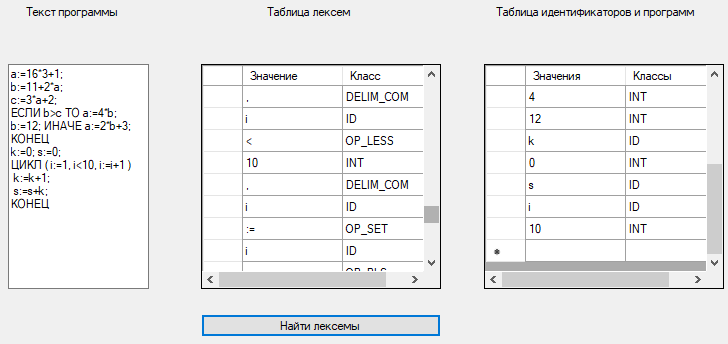 Текст программы
Таблица лексем
Таблица идентификаторов и программ
a:=16*3+1;
b:=11+2*a;
c:=3*a+2;
ЕСЛИ b>c ТО a:=4*b;
b:=12; ИНАЧЕ a:=2*b+3;
КОНЕЦ
k:=0; s:=0;
ЦИКЛ ( i:=1, i<10, i:=i+1 )
k:=k+1;
s:=s+k;
КОНЕЦ
Значение Класс
, DELIM_COM
i ID
< OP_LESS
10 INT
, DELIM_COM
i ID
:= OP_SET
i ID
+ OP_PLS
Значения Классы
4 INT
12 INT
k ID
0 INT
s ID
i ID
10 INT
*
Найти лексемы